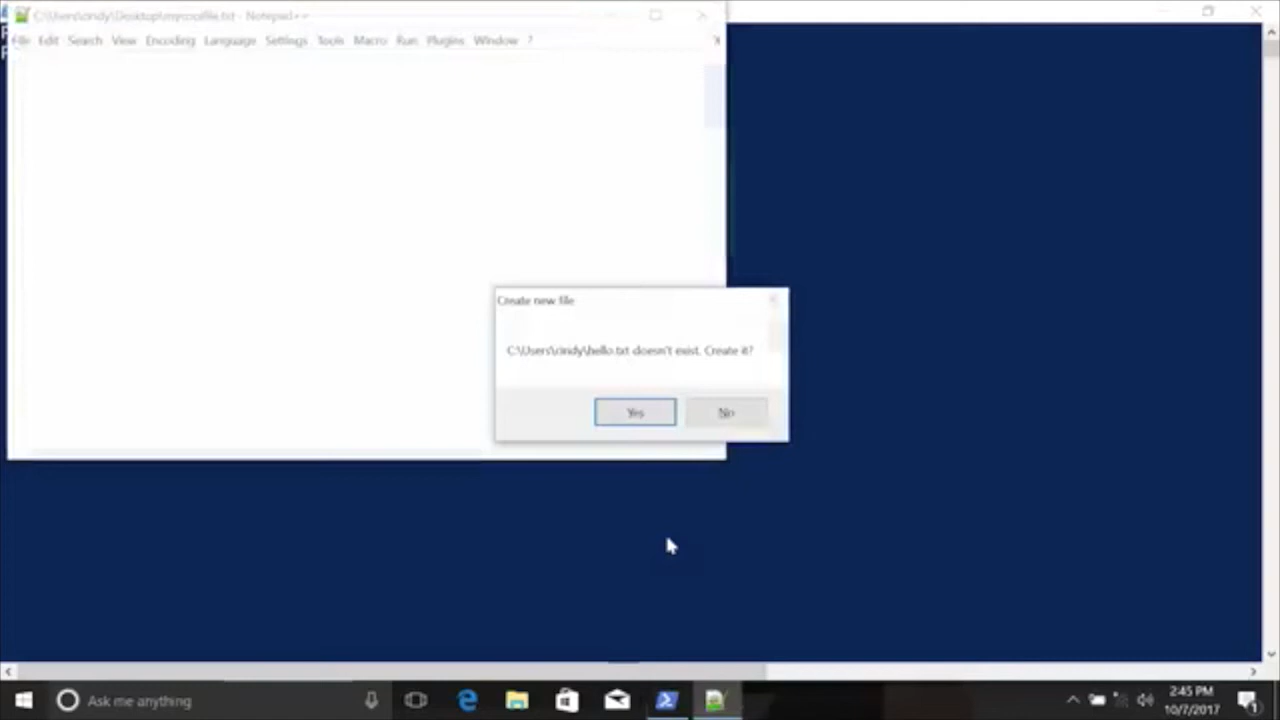 C:\Users\cindy\Desktop\mycoolfile.txt - Notepad++
File Edit Search View Encoding Language Settings Tools Macro Run Plugins Window ?
X
Create new file
C:\Users\cindy\hello.txt doesn't exist. Create it?
Yes No
Ask me anything
2:45 PM
10/7/2017
1